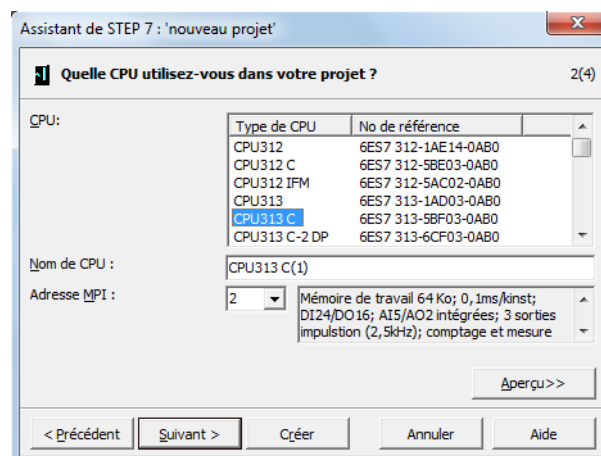 Assistant de STEP 7 : 'nouveau projet'
Quelle CPU utilisez-vous dans votre projet ? 2(4)
CPU:
Type de CPU No de référence
CPU312 6ES7 312-1AE14-0AB0
CPU312 C 6ES7 312-5BE03-0AB0
CPU312 IFM 6ES7 312-5AC02-0AB0
CPU313 6ES7 313-1AD03-0AB0
CPU313 C 6ES7 313-5BF03-0AB0
CPU313 C-2 DP 6ES7 313-6CF03-0AB0
Nom de CPU : CPU313 C(1)
Adresse MPI : 2
Mémoire de travail 64 Ko; 0,1ms/kinst;
DI24/DO16; AI5/AO2 intégrées; 3 sorties
impulstion (2,5kHz); comptage et mesure
Aperçu>>
< Précédent Suivant > Créer Annuler Aide